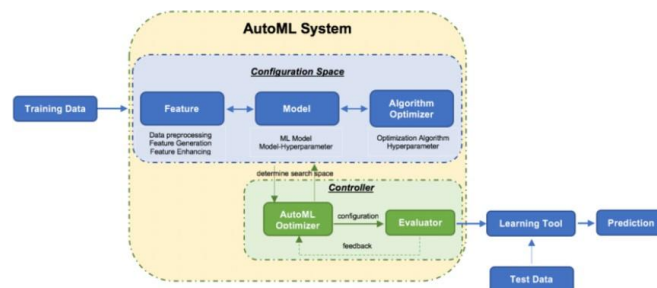 AutoML System
Configuration Space
Training Data
Feature
Model
Algorithm
Optimizer
Data preprocessing
Feature Generation
Feature Enhancing
ML Model
Model-Hyperparameter
Optimization Algorithm
Hyperparameter
determine search space
Controller
AutoML
Ootimizer
configuration
Evaluator
feedback
Learning Tool
Prediction
Test Data